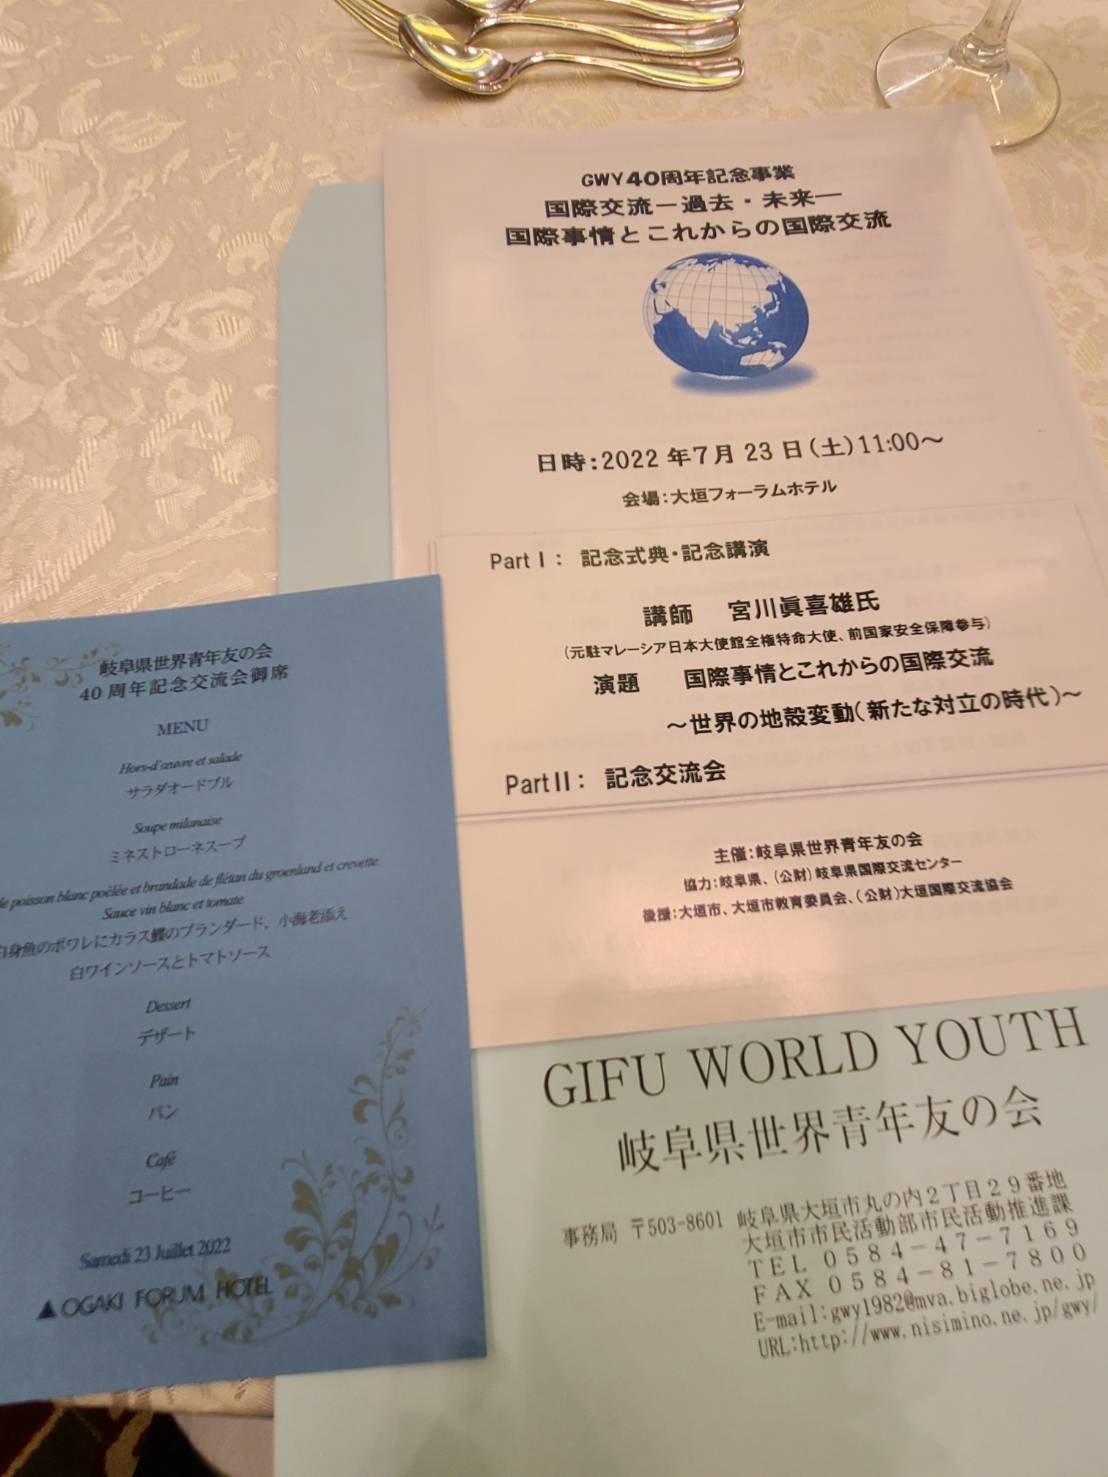 GWY40周年記念事業
国際交流―過去・未来―
国際事情とこれからの国際交流
日時:2022年7月23日(土)11:00～
会場:大垣フォーラムホテル
Part I: 記念式典・記念講演
講師 宮川眞喜雄氏
(元駐マレーシア日本大使館全権特命大使、前国家安全保障参与)
演題 国際事情とこれからの国際交流
～世界の地殻変動(新たな対立の時代)～
Part II: 記念交流会
主催:岐阜県世界青年友の会
協力:岐阜県、(公財)岐阜県国際交流センター
後援:大垣市、大垣市教育委員会、(公財)大垣国際交流協会
岐阜県世界青年友の会
40周年記念交流会御席
MENU
Hors-d'œuvre et salade
サラダオードブル
Soupe milanaise
ミネストローネスープ
de poisson blanc poêlée et brandade de flétan du groenland et crevette
Sauce vin blanc et tomate
白身魚のポワレにカラス鰈のブランダード、小海老添え
白ワインソースとトマトソース
Dessert
デザート
Pain
パン
Café
コーヒー
Samedi 23 Juillet 2022
OGAKI FORUM HOTEL
GIFU WORLD YOUTH
岐阜県世界青年友の会
事務局 〒503-8601 岐阜県大垣市丸の内2丁目29番地
大垣市市民活動部市民活動推進課
TEL 0584-47-7169
FAX 0584-81-7800
E-mail:gwy1982@mva.biglobe.ne.jp
URL:http://www.nisimino.ne.jp/gwy/